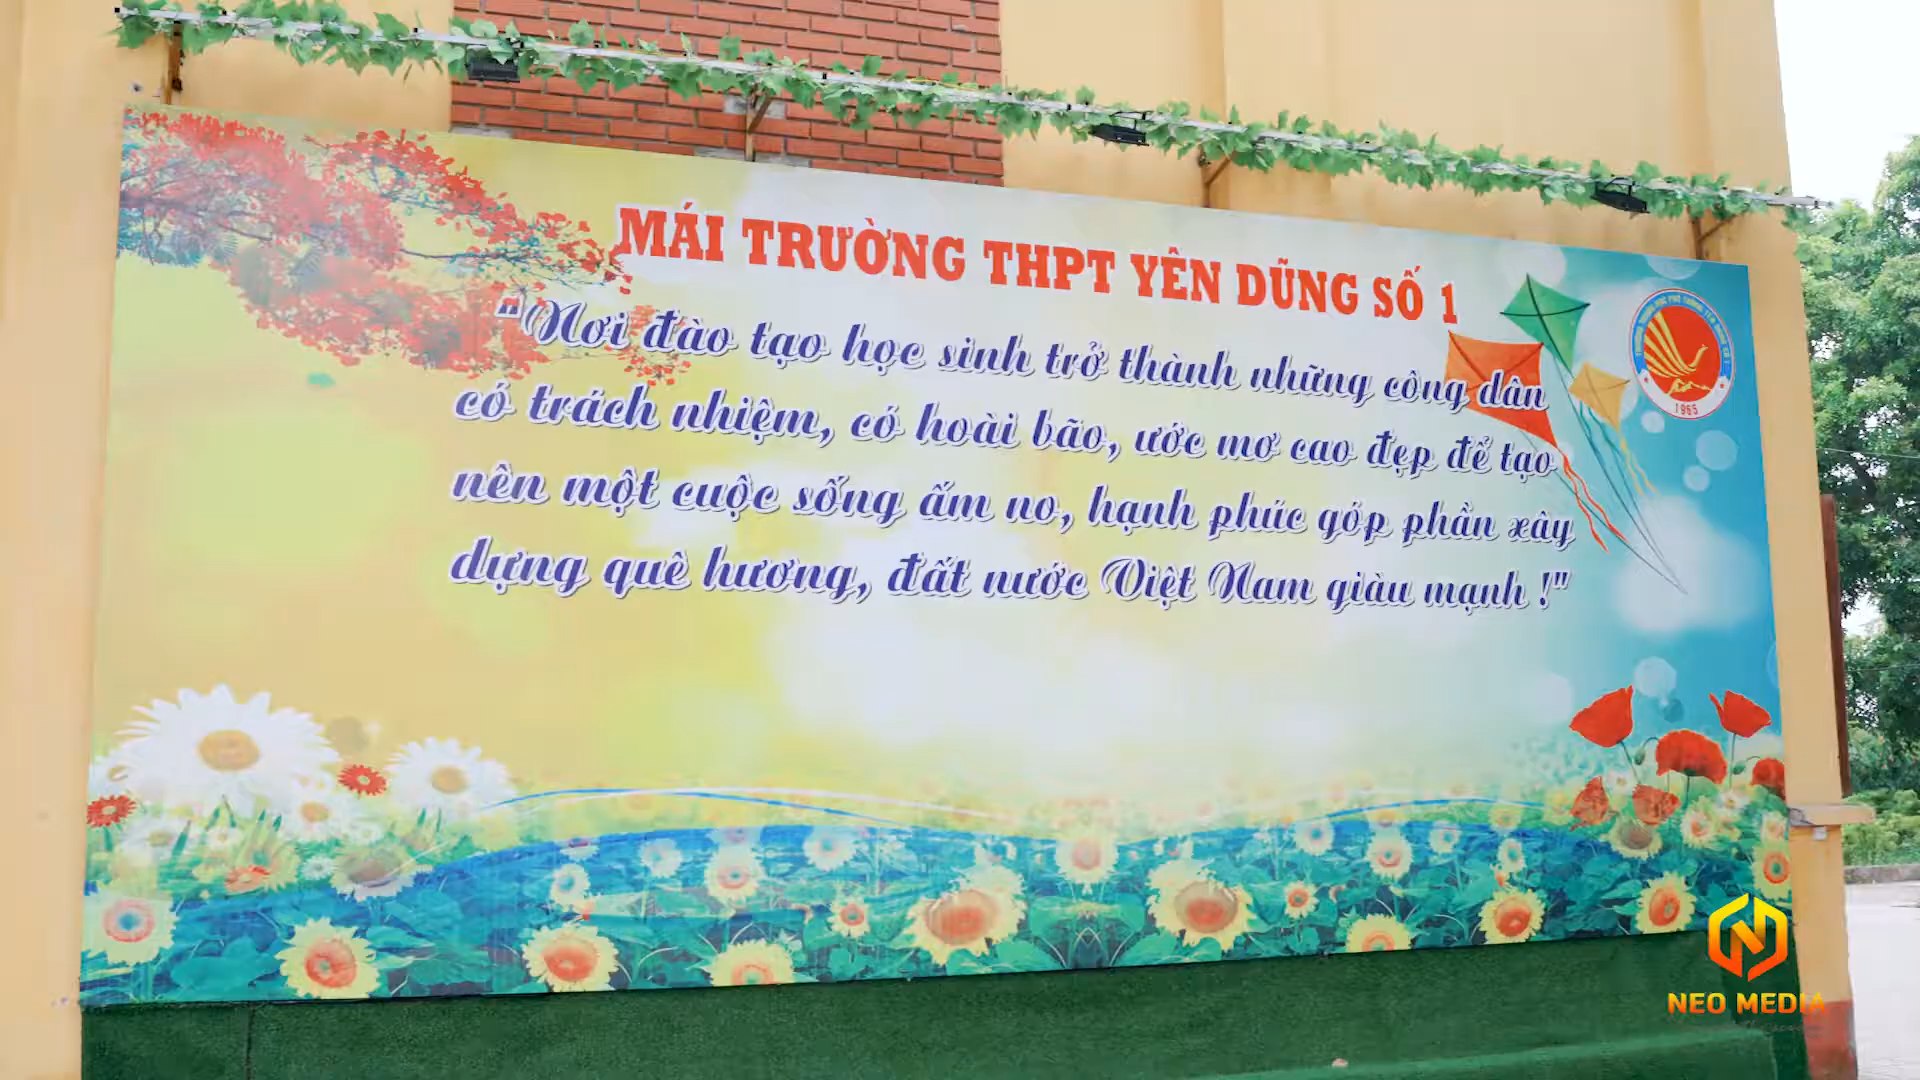 MÁI TRƯỜNG THPT YÊN DŨNG SỐ 1
"Nơi đào tạo học sinh trở thành những công dân
có trách nhiệm, có hoài bão, ước mơ cao đẹp để tạo
nên một cuộc sống ấm no, hạnh phúc góp phần xây
dựng quê hương, đất nước Việt Nam giàu mạnh !"
1965
NEO MEDIA